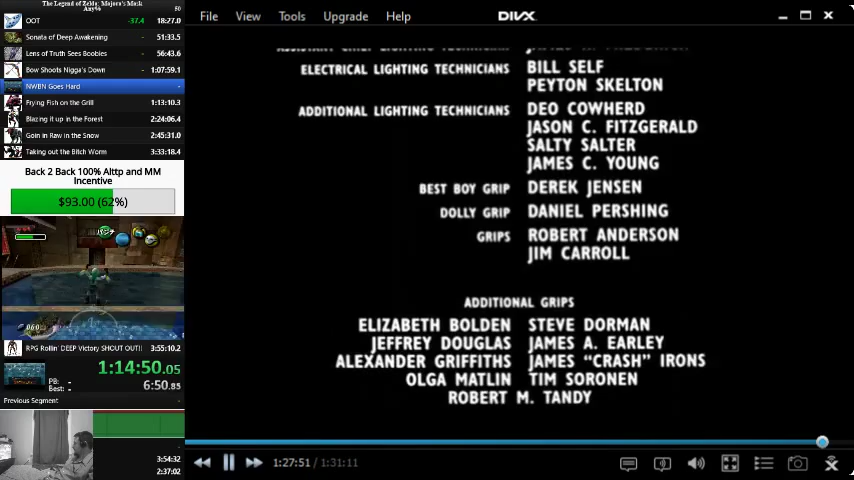 The Legend of Zelda: Majora's Mask
Any%
50
OOT -37.4 18:27.0
Sonata of Deep Awakening 51:33.5
Lens of Truth Sees Boobies 56:43.6
Bow Shoots Nigga's Down 1:07:59.1
NWBN Goes Hard -
Frying Fish on the Grill 1:13:10.3
Blazing it up in the Forest 2:24:06.4
Goin in Raw in the Snow 2:45:31.0
Taking out the Bitch Worm 3:33:18.4
Back 2 Back 100% Alttp and MM
Incentive
$93.00 (62%)
060
RPG Rollin' DEEP Victory SHOUT OUT! 3:55:10.2
1:14:50.05
PB: -
Best: -
6:50.85
Previous Segment -
-
3:54:32
2:37:02
File View Tools Upgrade Help
DIVX
ELECTRICAL LIGHTING TECHNICIANS BILL SELF
PEYTON SKELTON
ADDITIONAL LIGHTING TECHNICIANS DEO COWHERD
JASON C. FITZGERALD
SALTY SALTER
JAMES C. YOUNG
BEST BOY GRIP DEREK JENSEN
DOLLY GRIP DANIEL PERSHING
GRIPS ROBERT ANDERSON
JIM CARROLL
ADDITIONAL GRIPS
ELIZABETH BOLDEN STEVE DORMAN
JEFFREY DOUGLAS JAMES A. EARLEY
ALEXANDER GRIFFITHS JAMES “CRASH” IRONS
OLGA MATLIN TIM SORONEN
ROBERT M. TANDY
1:27:51 / 1:31:11